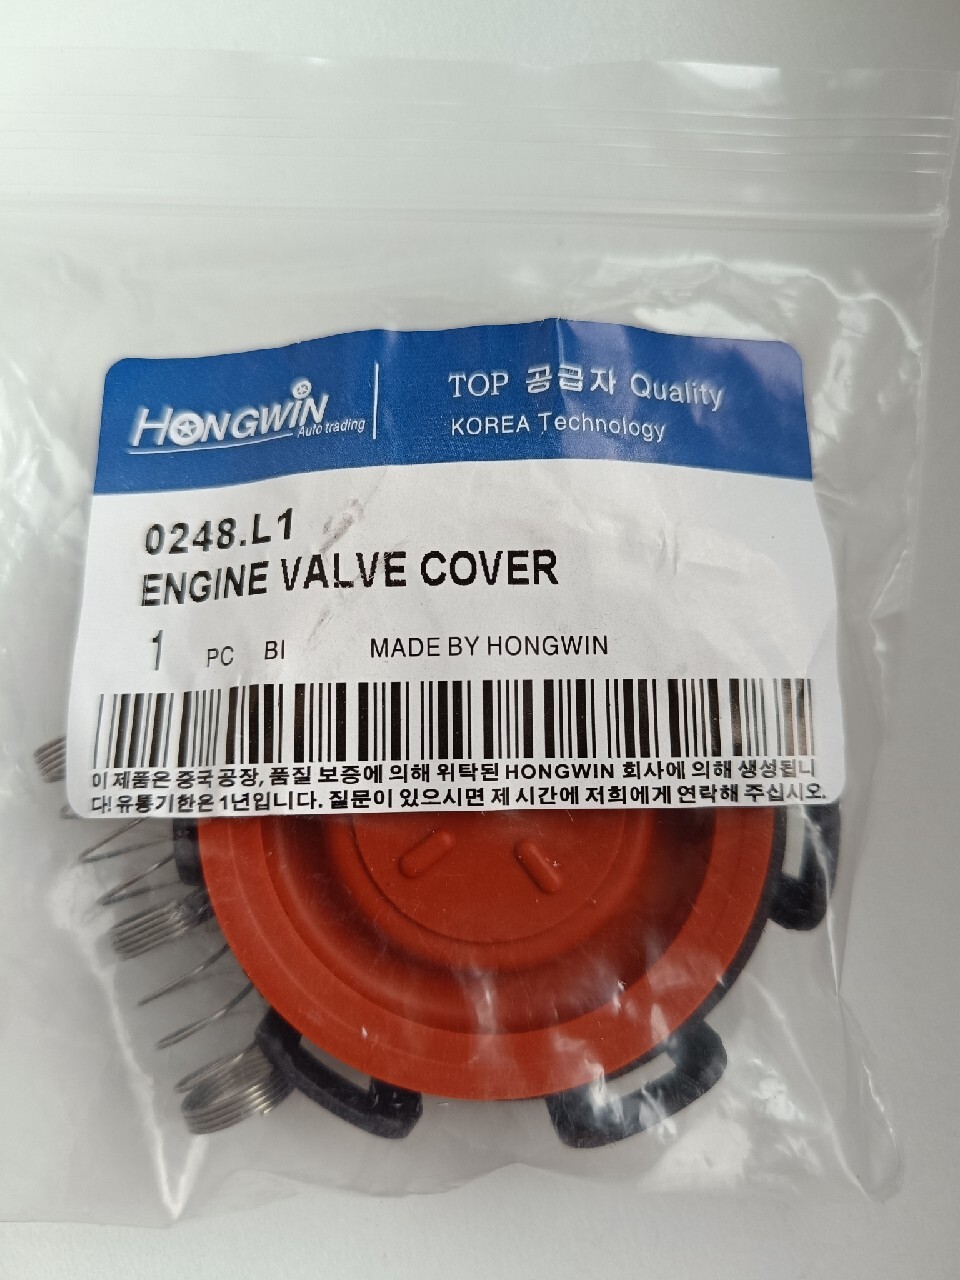 HONGWIN
Auto trading
TOP 공급자 Quality
KOREA Technology
0248.L1
ENGINE VALVE COVER
1 PC BI MADE BY HONGWIN
이 제품은 중국 공장, 품질 보증에 의해 위탁된 HONGWIN 회사에 의해 생성됩니
다! 유통기한은 1년입니다. 질문이 있으시면 제 시간에 저희에게 연락해 주십시오.